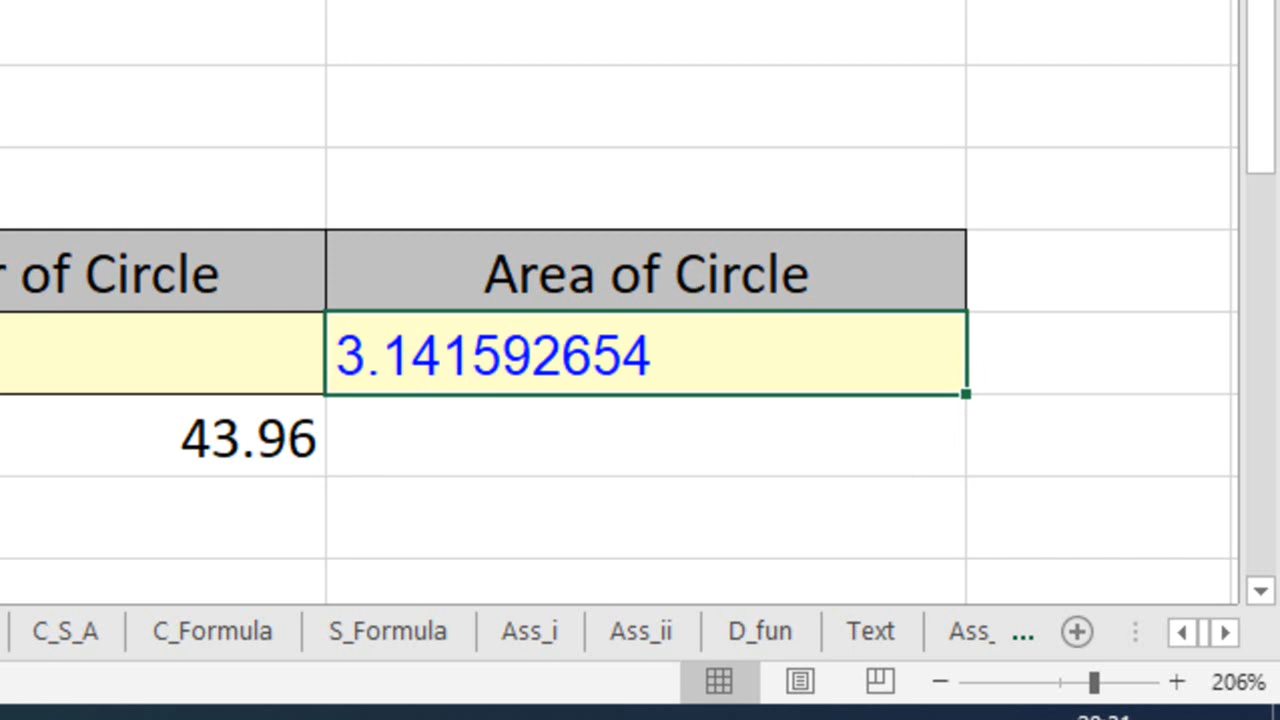 r of Circle Area of Circle
3.141592654
43.96
C_S_A C_Formula S_Formula Ass_i Ass_ii D_fun Text Ass_ ...
206%